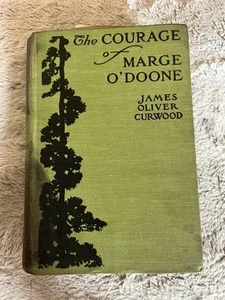 The COURAGE
of
MARGE
O'DOONE
JAMES
OLIVER
CURWOOD